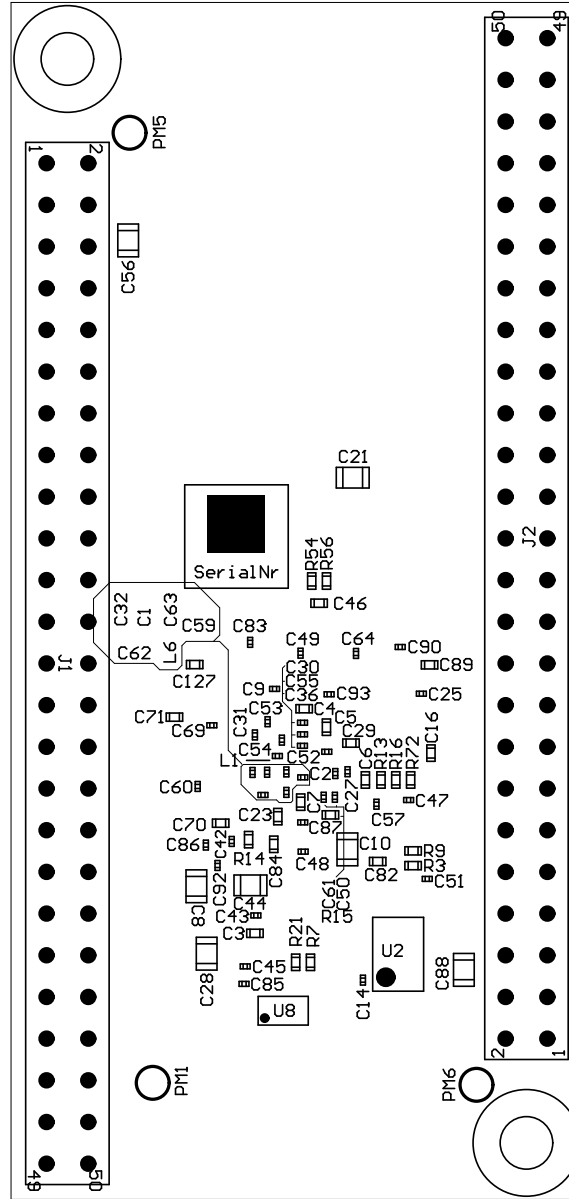 50
49
PM5
1
2
C56
C21
J2
SerialNr
R54
R56
C46
C32
C1
C63
C59
C62
L6
J1
C127
C83
C49
C64
C90
C89
C30
C55
C36
C9
C93
C25
C4
C5
C53
C71
C69
C31
C29
C16
C54
C52
L1
C2
C6
R13
R16
R72
C60
C7
C27
C57
C47
C23
C70
C87
C86
C42
R14
C84
C48
C10
C82
R9
R3
C51
C92
C8
C44
C61
C50
R15
C43
C3
R21
R7
U2
C28
C45
C85
C88
C14
U8
2
1
PM1
PM6
49
50